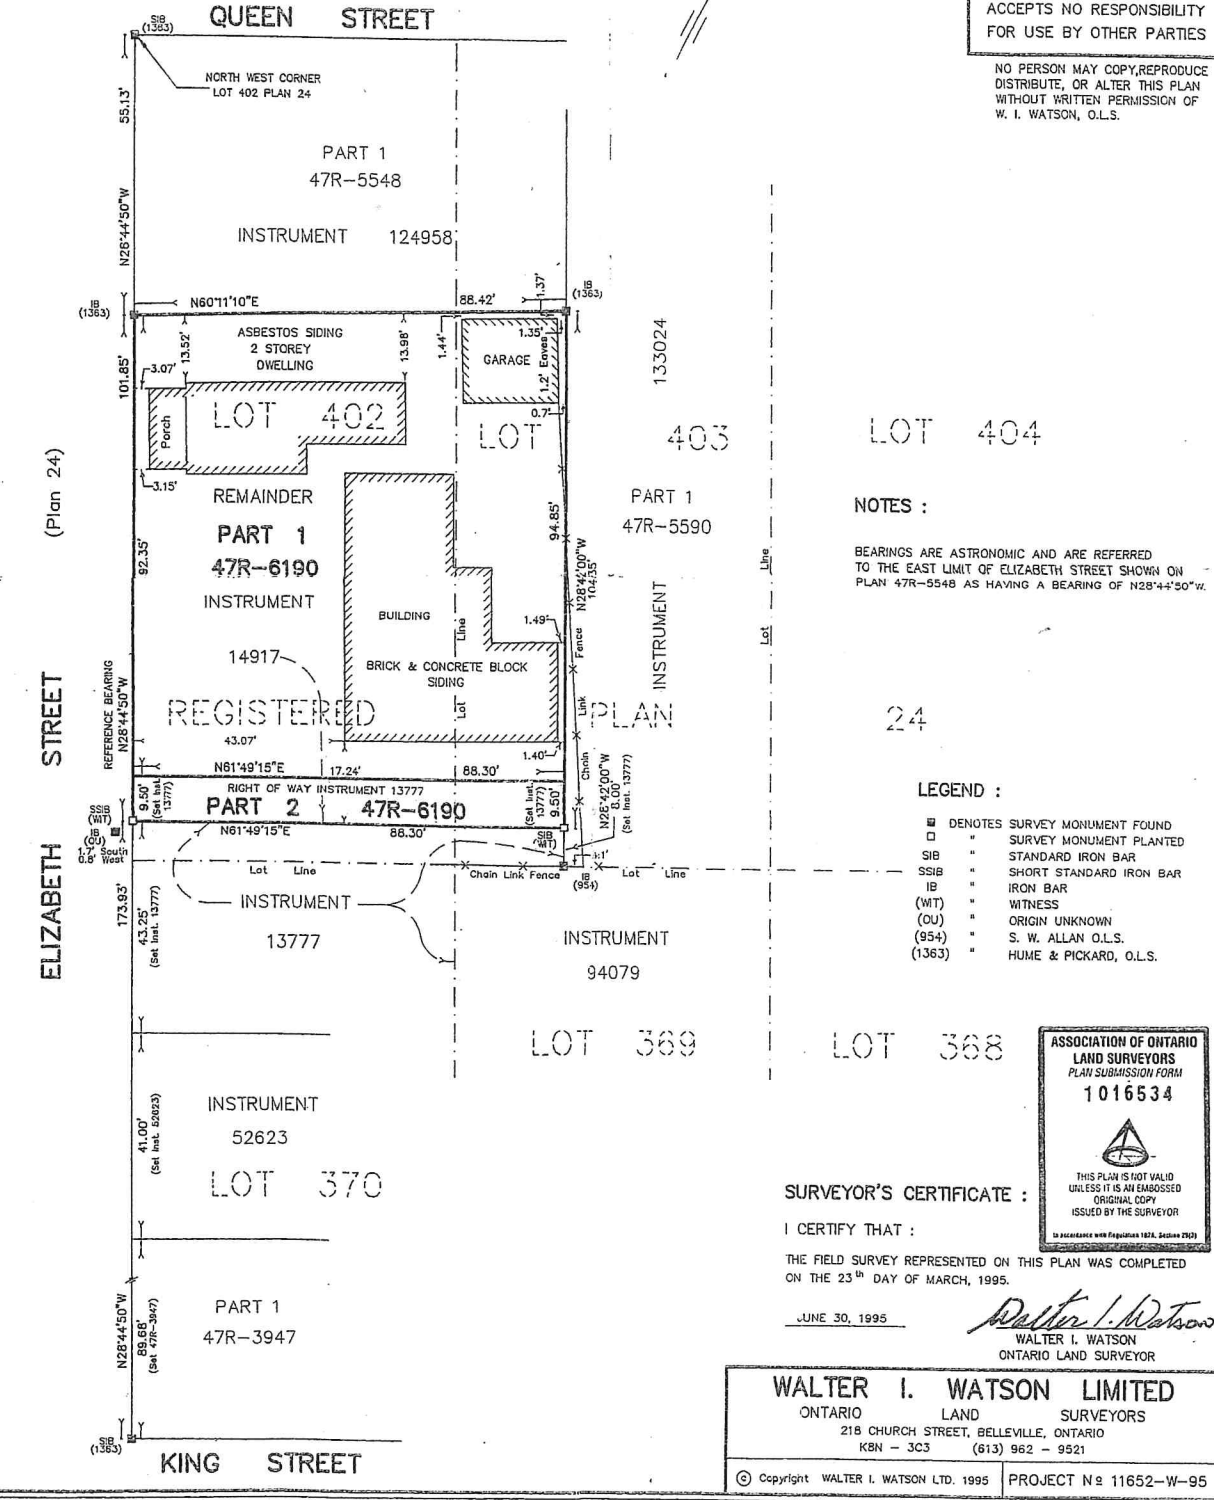 QUEEN STREET
SIB
(1363)
ACCEPTS NO RESPONSIBILITY
FOR USE BY OTHER PARTIES
NO PERSON MAY COPY,REPRODUCE
DISTRIBUTE, OR ALTER THIS PLAN
WITHOUT WRITTEN PERMISSION OF
W. I. WATSON, O.L.S.
NORTH WEST CORNER
LOT 402 PLAN 24
55.13'
N28°44'50"W
PART 1
47R-5548
INSTRUMENT 124958
IB
(1363)
N60°11'10"E
88.42'
1.37'
IB
(1363)
101.85'
13.52'
ASBESTOS SIDING
2 STOREY
DWELLING
13.98'
1.44'
1.35'
GARAGE
1.2' Eaves
0.7'
3.07'
Porch
3.15'
LOT 402
LOT 403
LOT 404
133024
INSTRUMENT
PART 1
47R-5590
REMAINDER
PART 1
47R-6190
INSTRUMENT
14917
92.35'
94.85'
N28°42'00"W
104.35'
BUILDING
BRICK & CONCRETE BLOCK
SIDING
1.49'
Lot Line
Chain Link Fence
Lot Line
NOTES :
BEARINGS ARE ASTRONOMIC AND ARE REFERRED
TO THE EAST LIMIT OF ELIZABETH STREET SHOWN ON
PLAN 47R-5548 AS HAVING A BEARING OF N28°44'50"W.
ELIZABETH STREET (Plan 24)
REFERENCE BEARING
N28°44'50"W
REGISTERED PLAN 24
43.07'
1.40'
N61°49'15"E
17.24'
88.30'
9.50'
(Set Inst.
13777)
RIGHT OF WAY INSTRUMENT 13777
PART 2 47R-6190
(Set Inst.
13777)
9.50'
N28°42'00"W
8.00'
(Set Inst. 13777)
N61°49'15"E
88.30'
SSIB
(WIT)
IB
(OU)
1.7' South
0.8' West
SIB
(WIT)
Lot Line
Chain Link Fence
IB
(954)
Lot Line
173.93'
43.25'
(Set Inst. 13777)
INSTRUMENT
13777
INSTRUMENT
94079
LOT 369
LOT 368
LEGEND :
DENOTES SURVEY MONUMENT FOUND
" SURVEY MONUMENT PLANTED
SIB " STANDARD IRON BAR
SSIB " SHORT STANDARD IRON BAR
IB " IRON BAR
(WIT) " WITNESS
(OU) " ORIGIN UNKNOWN
(954) " S. W. ALLAN O.L.S.
(1363) " HUME & PICKARD, O.L.S.
41.00'
(Set Inst. 52623)
INSTRUMENT
52623
LOT 370
ASSOCIATION OF ONTARIO
LAND SURVEYORS
PLAN SUBMISSION FORM
1016534
THIS PLAN IS NOT VALID
UNLESS IT IS AN EMBOSSED
ORIGINAL COPY
ISSUED BY THE SURVEYOR
SURVEYOR'S CERTIFICATE :
I CERTIFY THAT :
THE FIELD SURVEY REPRESENTED ON THIS PLAN WAS COMPLETED
ON THE 23th DAY OF MARCH, 1995.
JUNE 30, 1995
Walter I. Watson
WALTER I. WATSON
ONTARIO LAND SURVEYOR
N28°44'50"W
89.68'
(Set 47R-3947)
PART 1
47R-3947
SIB
(1363)
KING STREET
WALTER I. WATSON LIMITED
ONTARIO LAND SURVEYORS
218 CHURCH STREET, BELLEVILLE, ONTARIO
K8N - 3C3 (613) 962 - 9521
© Copyright WALTER I. WATSON LTD. 1995
PROJECT Nº 11652-W-95